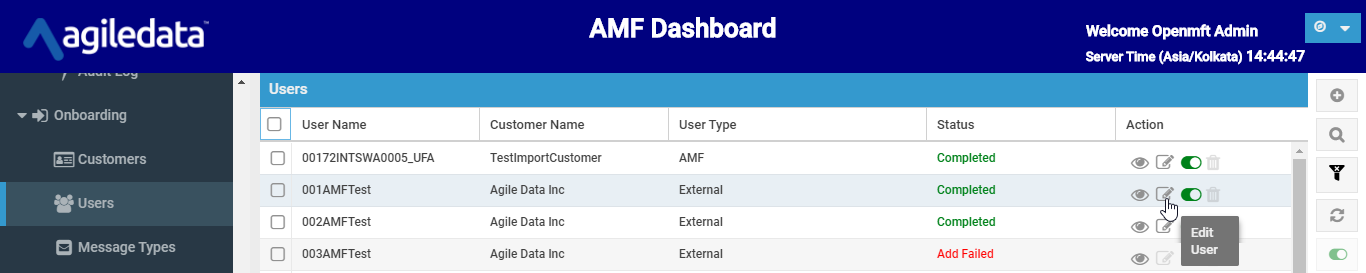 agiledata™
AMF Dashboard
Welcome Openmft Admin
Server Time (Asia/Kolkata) 14:44:47
Audit Log
Onboarding
Customers
Users
Message Types
Users
User Name Customer Name User Type Status Action
00172INTSWA0005_UFA TestImportCustomer AMF Completed
001AMFTest Agile Data Inc External Completed
002AMFTest Agile Data Inc External Completed
003AMFTest Agile Data Inc External Add Failed
Edit
User